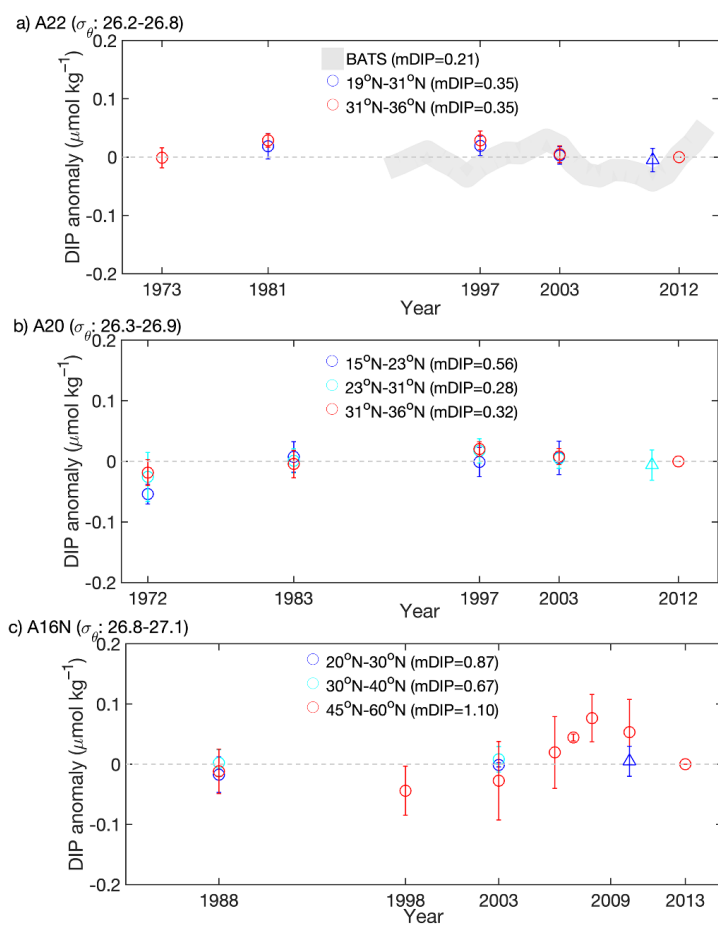 a) A22 (σθ: 26.2-26.8)
0.2
0.1
0
-0.1
-0.2
DIP anomaly (μmol kg⁻¹)
BATS (mDIP=0.21)
19°N-31°N (mDIP=0.35)
31°N-36°N (mDIP=0.35)
1973
1981
1997
2003
2012
Year
b) A20 (σθ: 26.3-26.9)
0.2
0.1
0
-0.1
-0.2
DIP anomaly (μmol kg⁻¹)
15°N-23°N (mDIP=0.56)
23°N-31°N (mDIP=0.28)
31°N-36°N (mDIP=0.32)
1972
1983
1997
2003
2012
Year
c) A16N (σθ: 26.8-27.1)
0.2
0.1
0
-0.1
-0.2
DIP anomaly (μmol kg⁻¹)
20°N-30°N (mDIP=0.87)
30°N-40°N (mDIP=0.67)
45°N-60°N (mDIP=1.10)
1988
1998
2003
2009
2013
Year